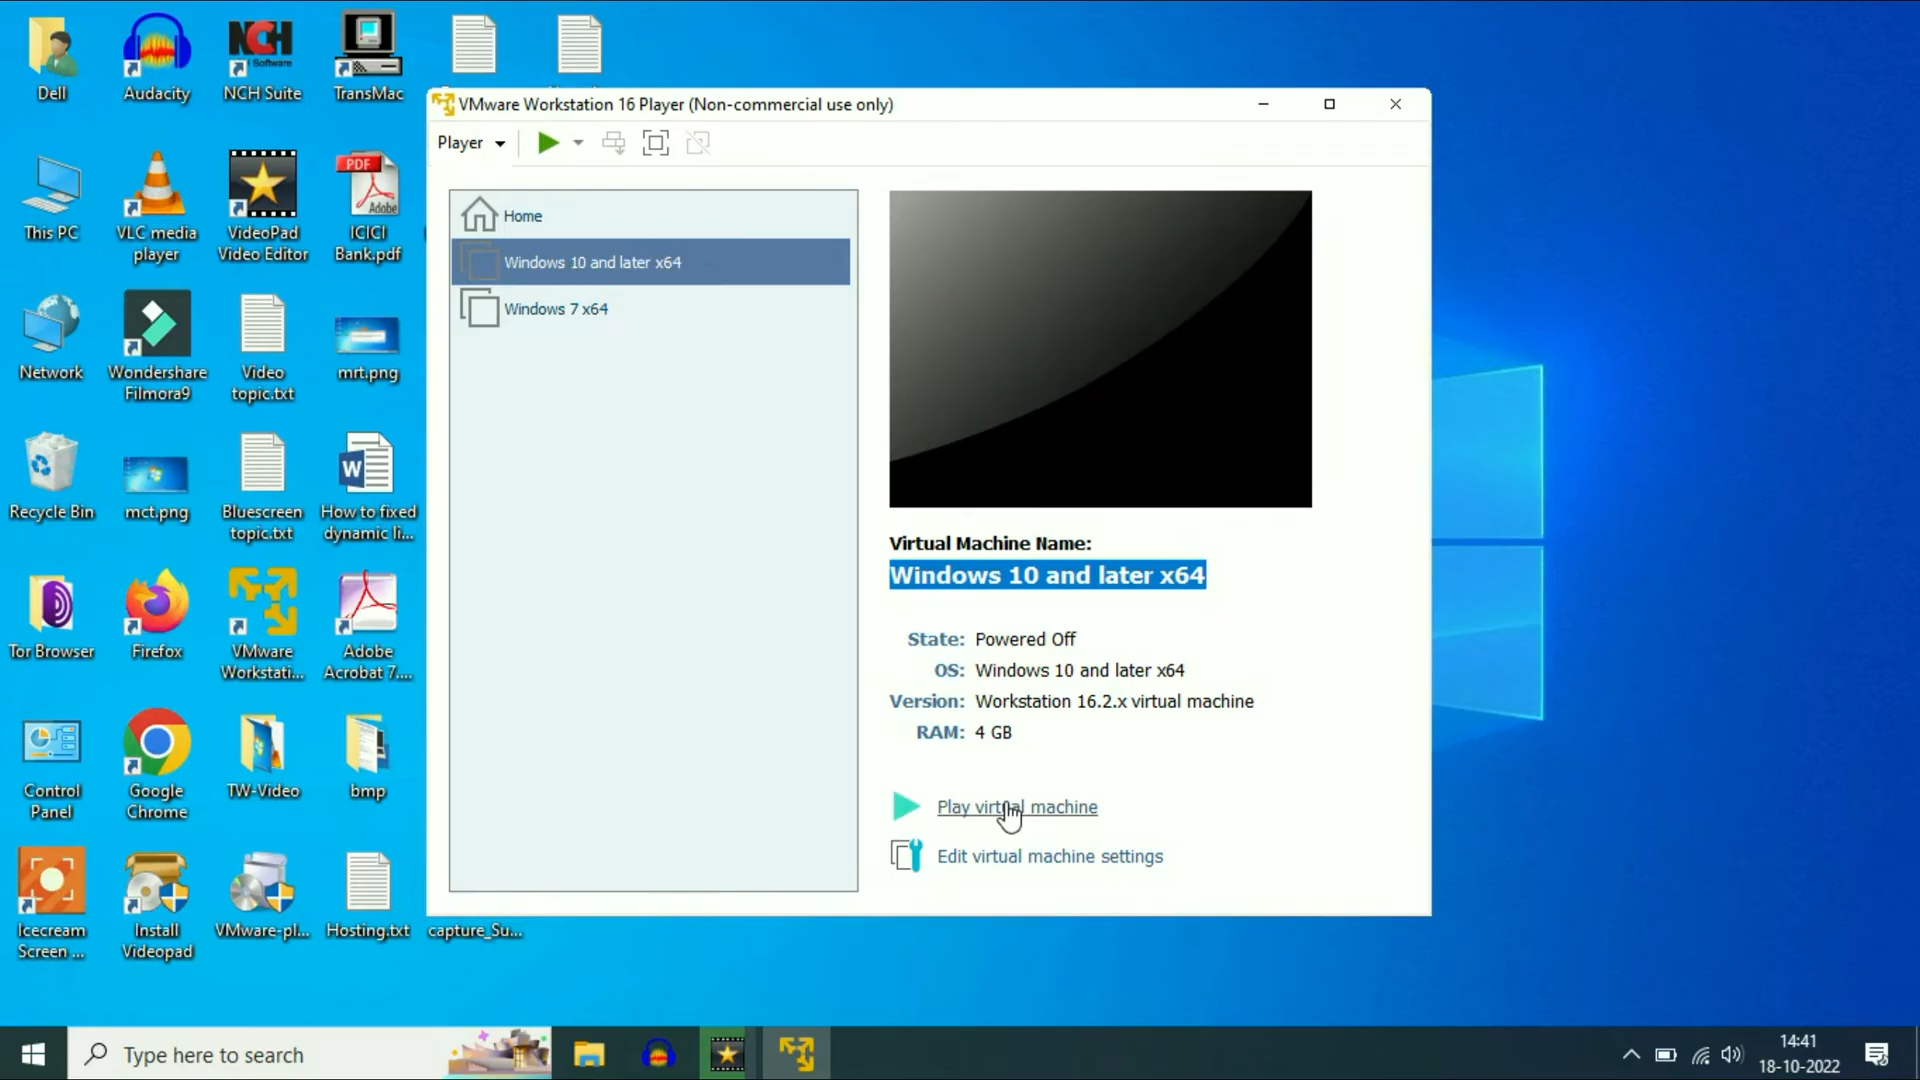 Dell
Audacity
NCH
Software
NCH Suite
TransMac
VMware Workstation 16 Player (Non-commercial use only)
Player
This PC
VLC media
player
VideoPad
Video Editor
PDF
Adobe
ICICI
Bank.pdf
Home
Windows 10 and later x64
Windows 7 x64
Network
Wondershare
Filmora9
Video
topic.txt
mrt.png
Recycle Bin
mct.png
Bluescreen
topic.txt
W
How to fixed
dynamic li...
Virtual Machine Name:
Windows 10 and later x64
State: Powered Off
OS: Windows 10 and later x64
Version: Workstation 16.2.x virtual machine
RAM: 4 GB
Tor Browser
Firefox
VMware
Workstati...
Adobe
Acrobat 7....
Control
Panel
Google
Chrome
TW-Video
bmp
Play virtual machine
Edit virtual machine settings
Icecream
Screen ...
Install
Videopad
VMware-pl...
Hosting.txt
capture_Su...
Type here to search
14:41
18-10-2022